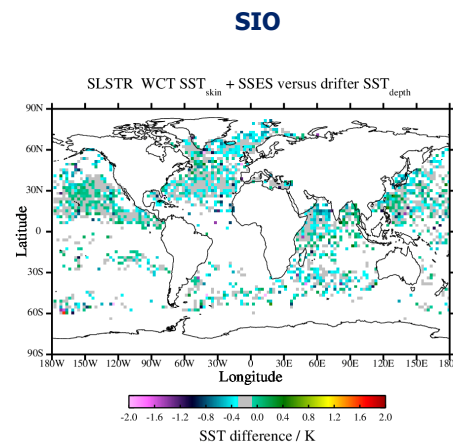 SIO
SLSTR WCT SST_skin + SSES versus drifter SST_depth
90N
60N
30N
0
30S
60S
90S
Latitude
180W 150W 120W 90W 60W 30W 0 30E 60E 90E 120E 150E 180
Longitude
-2.0 -1.6 -1.2 -0.8 -0.4 0.0 0.4 0.8 1.2 1.6 2.0
SST difference / K